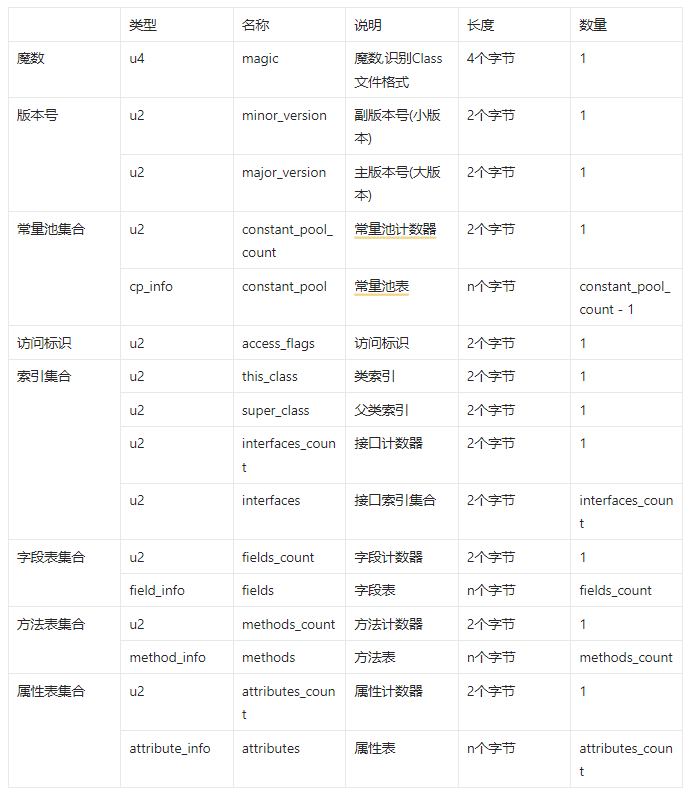 类型 名称 说明 长度 数量
魔数 u4 magic 魔数,识别Class 4个字节 1
文件格式
版本号 u2 minor_version 副版本号(小版 2个字节 1
本)
u2 major_version 主版本号(大版 2个字节 1
本)
常量池集合 u2 constant_pool_ 常量池计数器 2个字节 1
count
cp_info constant_pool 常量池表 n个字节 constant_pool_
count - 1
访问标识 u2 access_flags 访问标识 2个字节 1
索引集合 u2 this_class 类索引 2个字节 1
u2 super_class 父类索引 2个字节 1
u2 interfaces_coun 接口计数器 2个字节 1
t
u2 interfaces 接口索引集合 2个字节 interfaces_coun
t
字段表集合 u2 fields_count 字段计数器 2个字节 1
field_info fields 字段表 n个字节 fields_count
方法表集合 u2 methods_count 方法计数器 2个字节 1
method_info methods 方法表 n个字节 methods_count
属性表集合 u2 attributes_coun 属性计数器 2个字节 1
t
attribute_info attributes 属性表 n个字节 attributes_coun
t